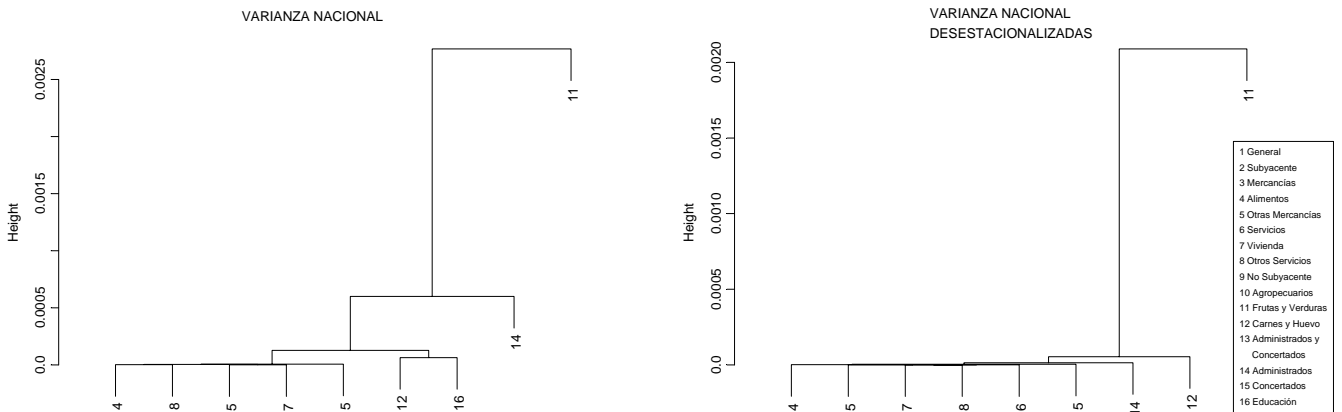 VARIANZA NACIONAL
Height
0.0025
0.0015
0.0005
0.0
11
14
4
8
5
7
5
12
16
VARIANZA NACIONAL
DESESTACIONALIZADAS
Height
0.0020
0.0015
0.0010
0.0005
0.0
11
4
5
7
8
6
5
14
12
1 General
2 Subyacente
3 Mercancías
4 Alimentos
5 Otras Mercancías
6 Servicios
7 Vivienda
8 Otros Servicios
9 No Subyacente
10 Agropecuarios
11 Frutas y Verduras
12 Carnes y Huevo
13 Administrados y
Concertados
14 Administrados
15 Concertados
16 Educación